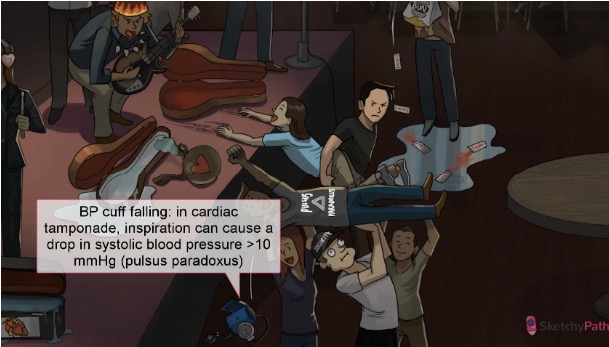 BP cuff falling: in cardiac
tamponade, inspiration can cause a
drop in systolic blood pressure >10
mmHg (pulsus paradoxus)
SketchyPath